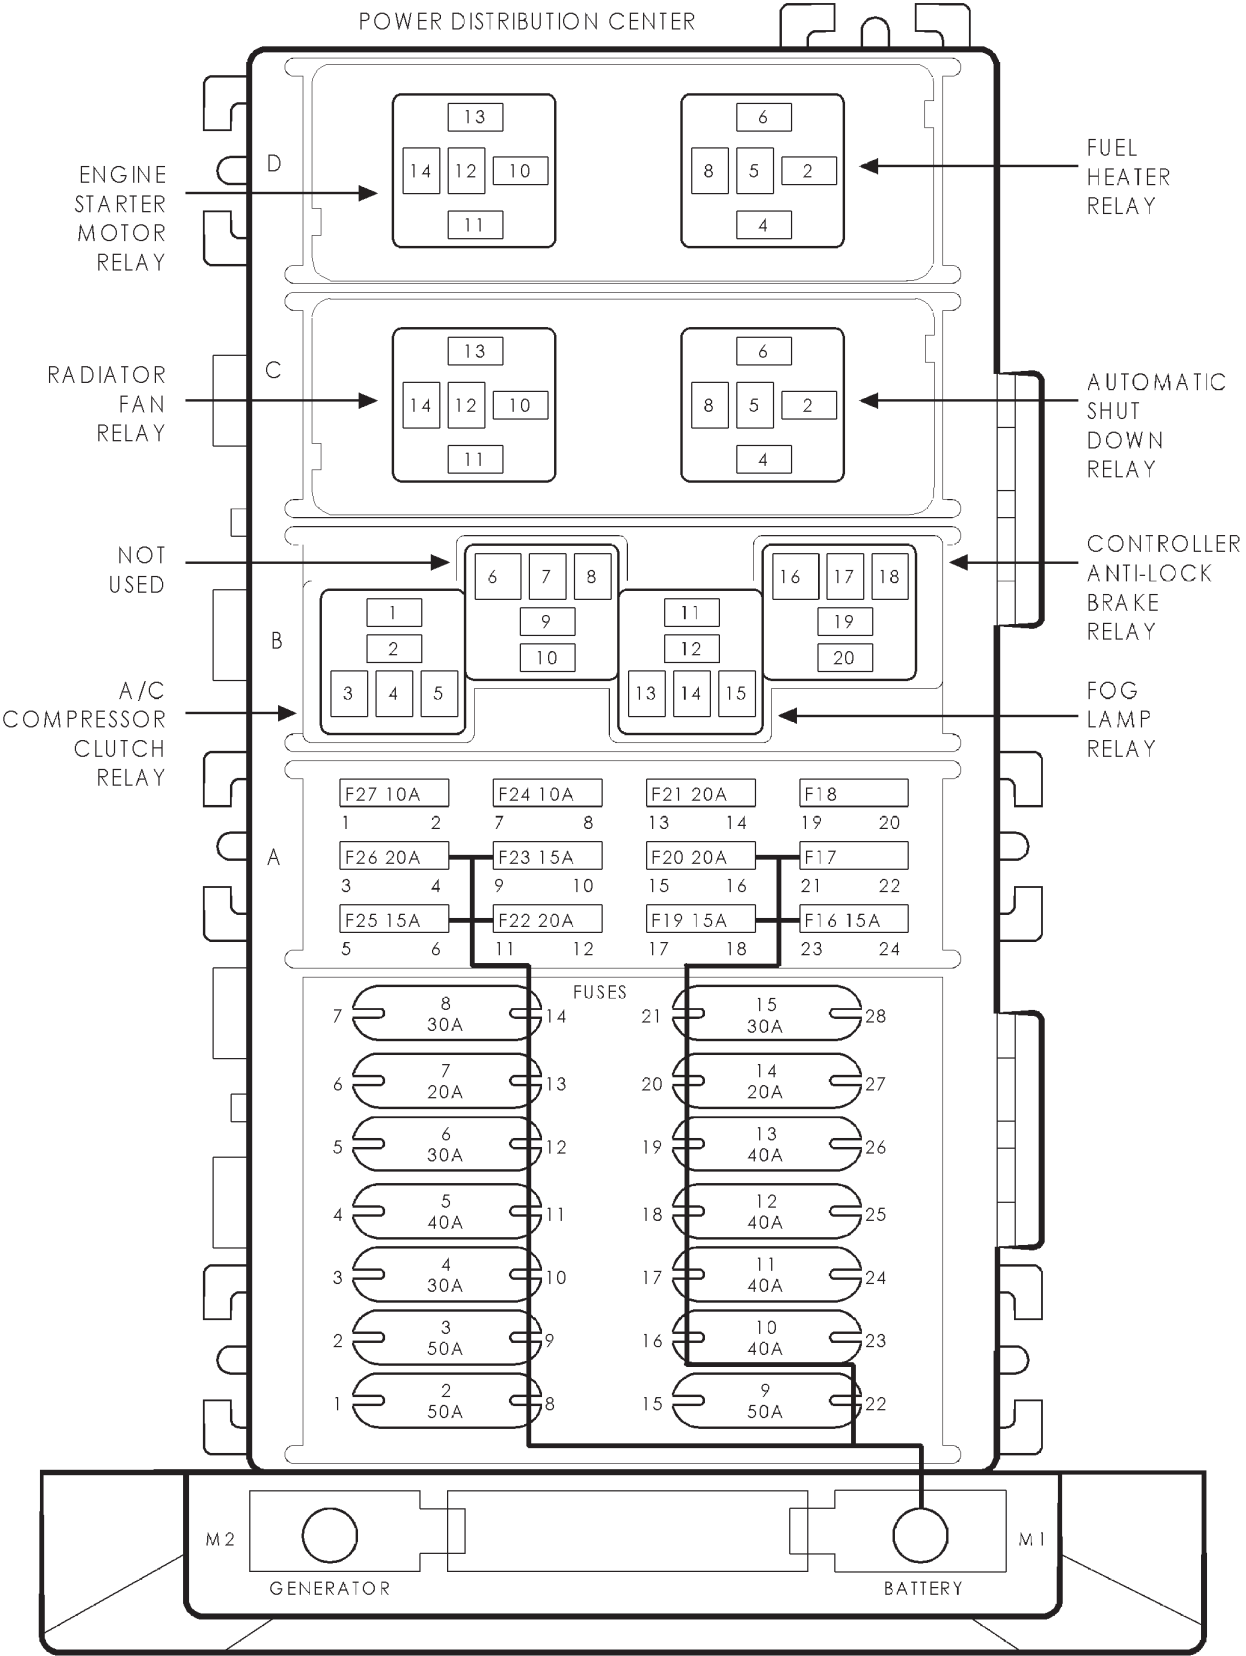 POWER DISTRIBUTION CENTER
D
ENGINE
STARTER
MOTOR
RELAY
13
14 12 10
11
6
8 5 2
4
FUEL
HEATER
RELAY
C
RADIATOR
FAN
RELAY
13
14 12 10
11
6
8 5 2
4
AUTOMATIC
SHUT
DOWN
RELAY
NOT
USED
6 7 8
9
10
16 17 18
19
20
CONTROLLER
ANTI-LOCK
BRAKE
RELAY
B
1
2
3 4 5
11
12
13 14 15
A/C
COMPRESSOR
CLUTCH
RELAY
FOG
LAMP
RELAY
A
F27 10A F24 10A F21 20A F18
1 2 7 8 13 14 19 20
F26 20A F23 15A F20 20A F17
3 4 9 10 15 16 21 22
F25 15A F22 20A F19 15A F16 15A
5 6 11 12 17 18 23 24
FUSES
7 8 30A 14 21 15 30A 28
6 7 20A 13 20 14 20A 27
5 6 30A 12 19 13 40A 26
4 5 40A 11 18 12 40A 25
3 4 30A 10 17 11 40A 24
2 3 50A 9 16 10 40A 23
1 2 50A 8 15 9 50A 22
M2 M1
GENERATOR BATTERY